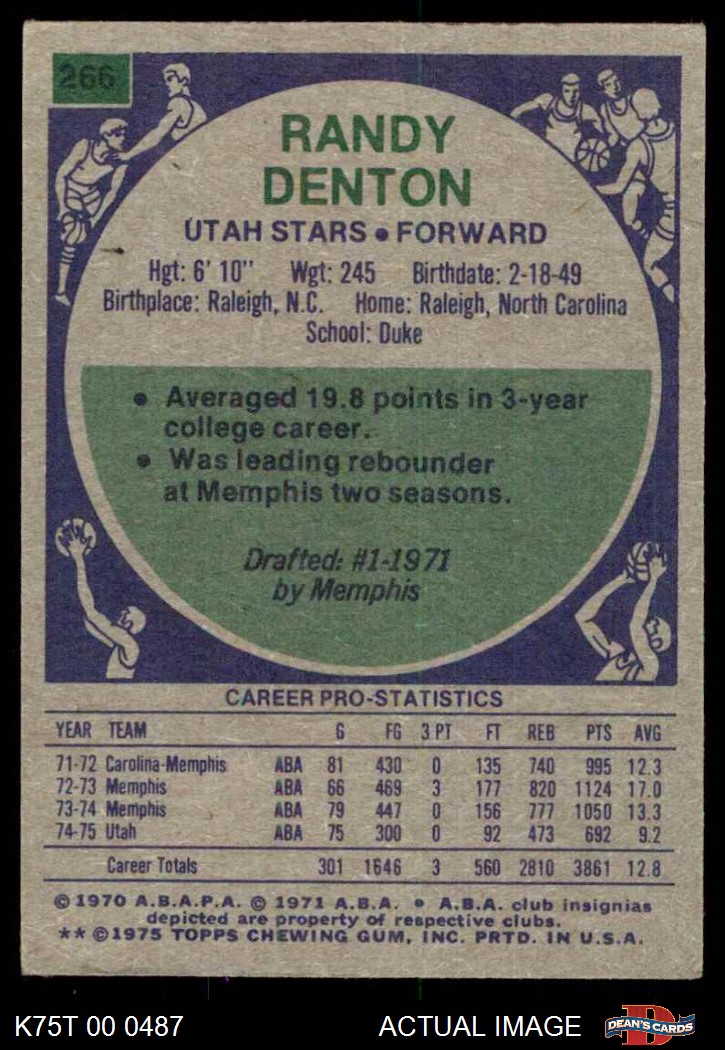 266
RANDY
DENTON
UTAH STARS • FORWARD
Hgt: 6' 10" Wgt: 245 Birthdate: 2-18-49
Birthplace: Raleigh, N.C. Home: Raleigh, North Carolina
School: Duke
• Averaged 19.8 points in 3-year
college career.
• Was leading rebounder
at Memphis two seasons.
Drafted: #1-1971
by Memphis
CAREER PRO-STATISTICS
YEAR TEAM G FG 3 PT FT REB PTS AVG
71-72 Carolina-Memphis ABA 81 430 0 135 740 995 12.3
72-73 Memphis ABA 66 469 3 177 820 1124 17.0
73-74 Memphis ABA 79 447 0 156 777 1050 13.3
74-75 Utah ABA 75 300 0 92 473 692 9.2
Career Totals 301 1646 3 560 2810 3861 12.8
© 1970 A.B.A.P.A. © 1971 A.B.A. • A.B.A. club insignias
depicted are property of respective clubs.
** © 1975 TOPPS CHEWING GUM, INC. PRTD. IN U.S.A.
K75T 00 0487 ACTUAL IMAGE
D
DEAN'S CARDS